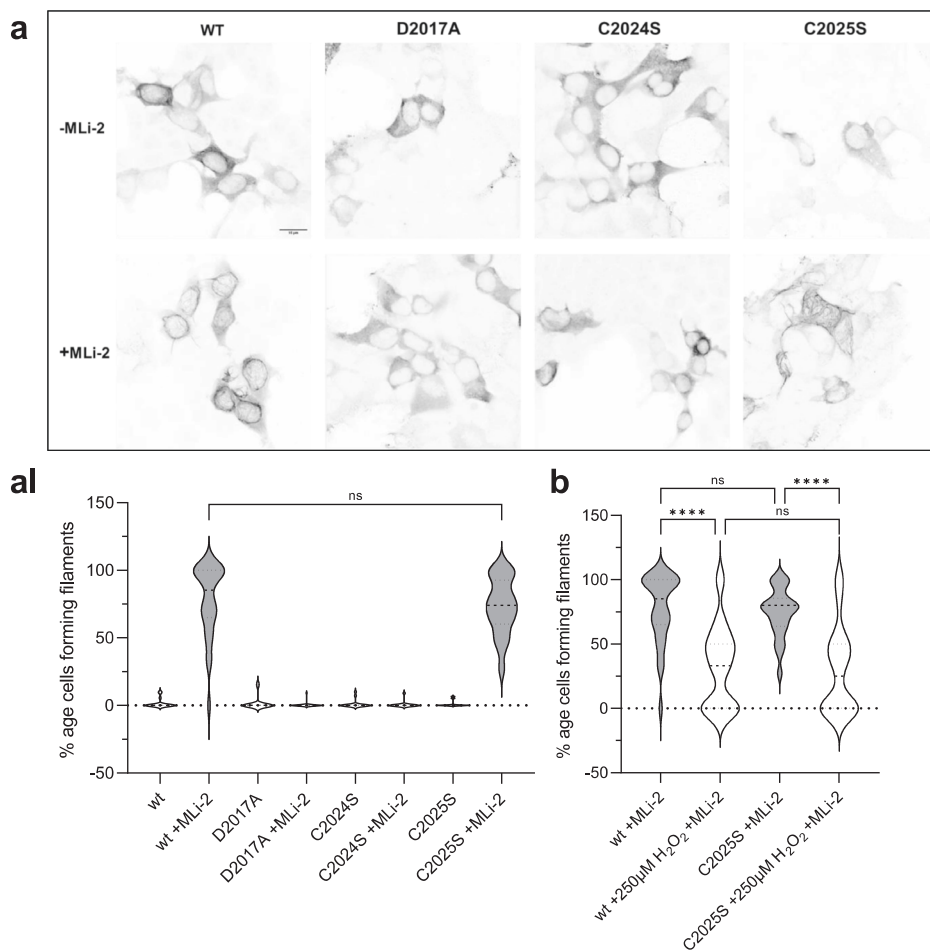 a
WT
D2017A
C2024S
C2025S
-MLi-2
10 µm
+MLi-2
aI
ns
% age cells forming filaments
150
100
50
0
-50
wt
wt +MLi-2
D2017A
D2017A +MLi-2
C2024S
C2024S +MLi-2
C2025S
C2025S +MLi-2
b
ns
****
****
ns
% age cells forming filaments
150
100
50
0
-50
wt +MLi-2
wt +250µM H₂O₂ +MLi-2
C2025S +MLi-2
C2025S +250µM H₂O₂ +MLi-2